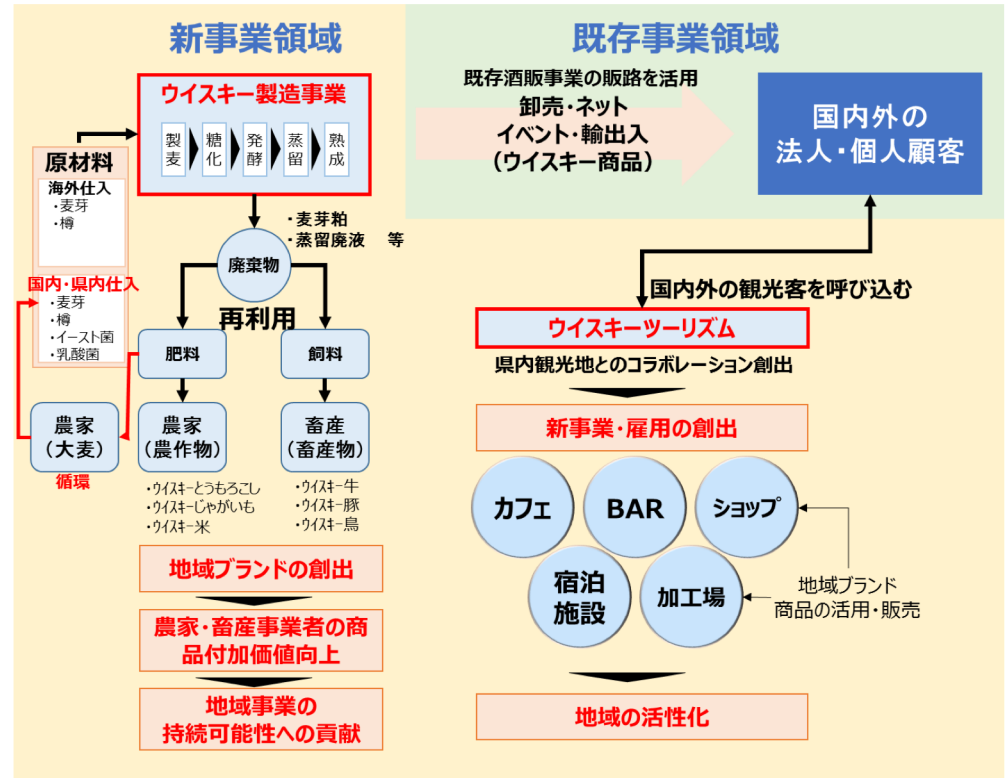 新事業領域
ウイスキー製造事業
製麦
糖化
発酵
蒸留
熟成
原材料
海外仕入
・麦芽
・樽
国内・県内仕入
・麦芽
・樽
・イースト菌
・乳酸菌
・麦芽粕
・蒸留廃液 等
廃棄物
再利用
肥料
飼料
農家
(大麦)
循環
農家
(農作物)
畜産
(畜産物)
・ウイスキーとうもろこし
・ウイスキーじゃがいも
・ウイスキー米
・ウイスキー牛
・ウイスキー豚
・ウイスキー鳥
地域ブランドの創出
農家・畜産事業者の商
品付加価値向上
地域事業の
持続可能性への貢献
既存事業領域
既存酒販事業の販路を活用
卸売・ネット
イベント・輸出入
(ウイスキー商品)
国内外の
法人・個人顧客
国内外の観光客を呼び込む
ウイスキーツーリズム
県内観光地とのコラボレーション創出
新事業・雇用の創出
カフェ
BAR
ショップ
宿泊
施設
加工場
地域ブランド
商品の活用・販売
地域の活性化